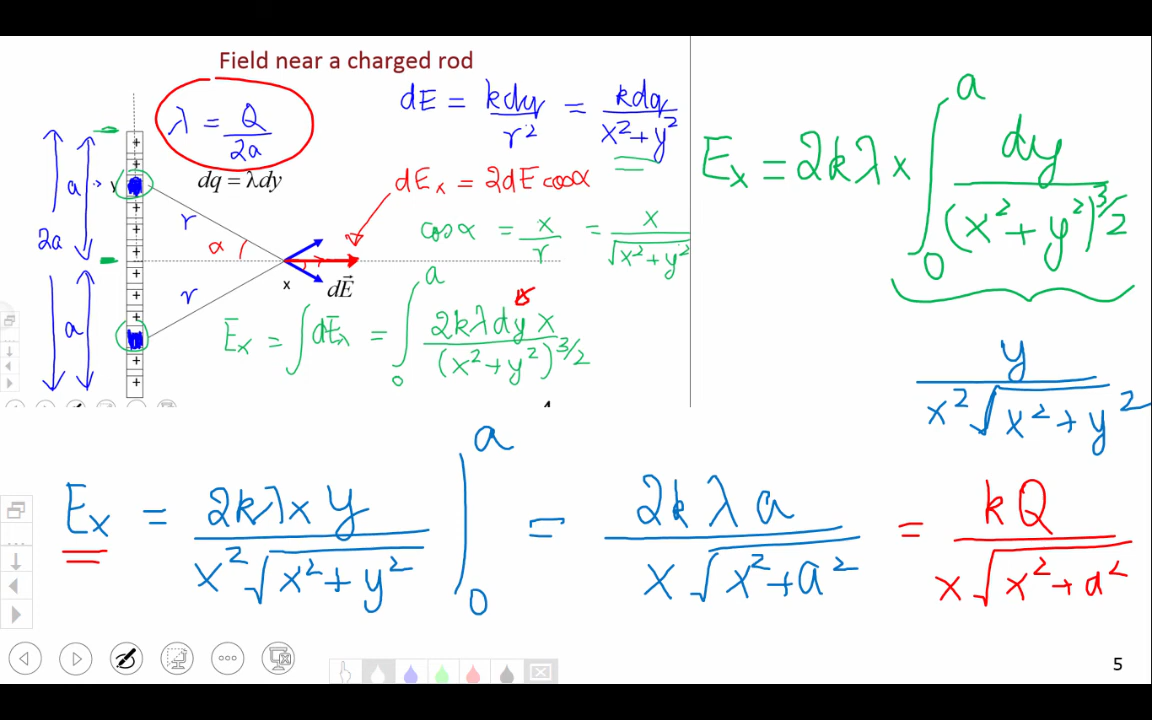 Field near a charged rod
λ = Q/2a
dq = λdy
dE = kdq/r² = kdq/(x²+y²)
dEx = 2dE cosα
cosα = x/r = x/√(x²+y²)
a
y
2a
a
r
r
α
x
dE⃗
Ex = ∫dEx = ∫₀ᵃ 2kλdy x/(x²+y²)^3/2
Ex = 2kλx ∫₀ᵃ dy/(x²+y²)^3/2
y/(x²√(x²+y²))
Ex = 2kλxy/(x²√(x²+y²)) |₀ᵃ = 2kλa/(x√(x²+a²)) = kQ/(x√(x²+a²))
5